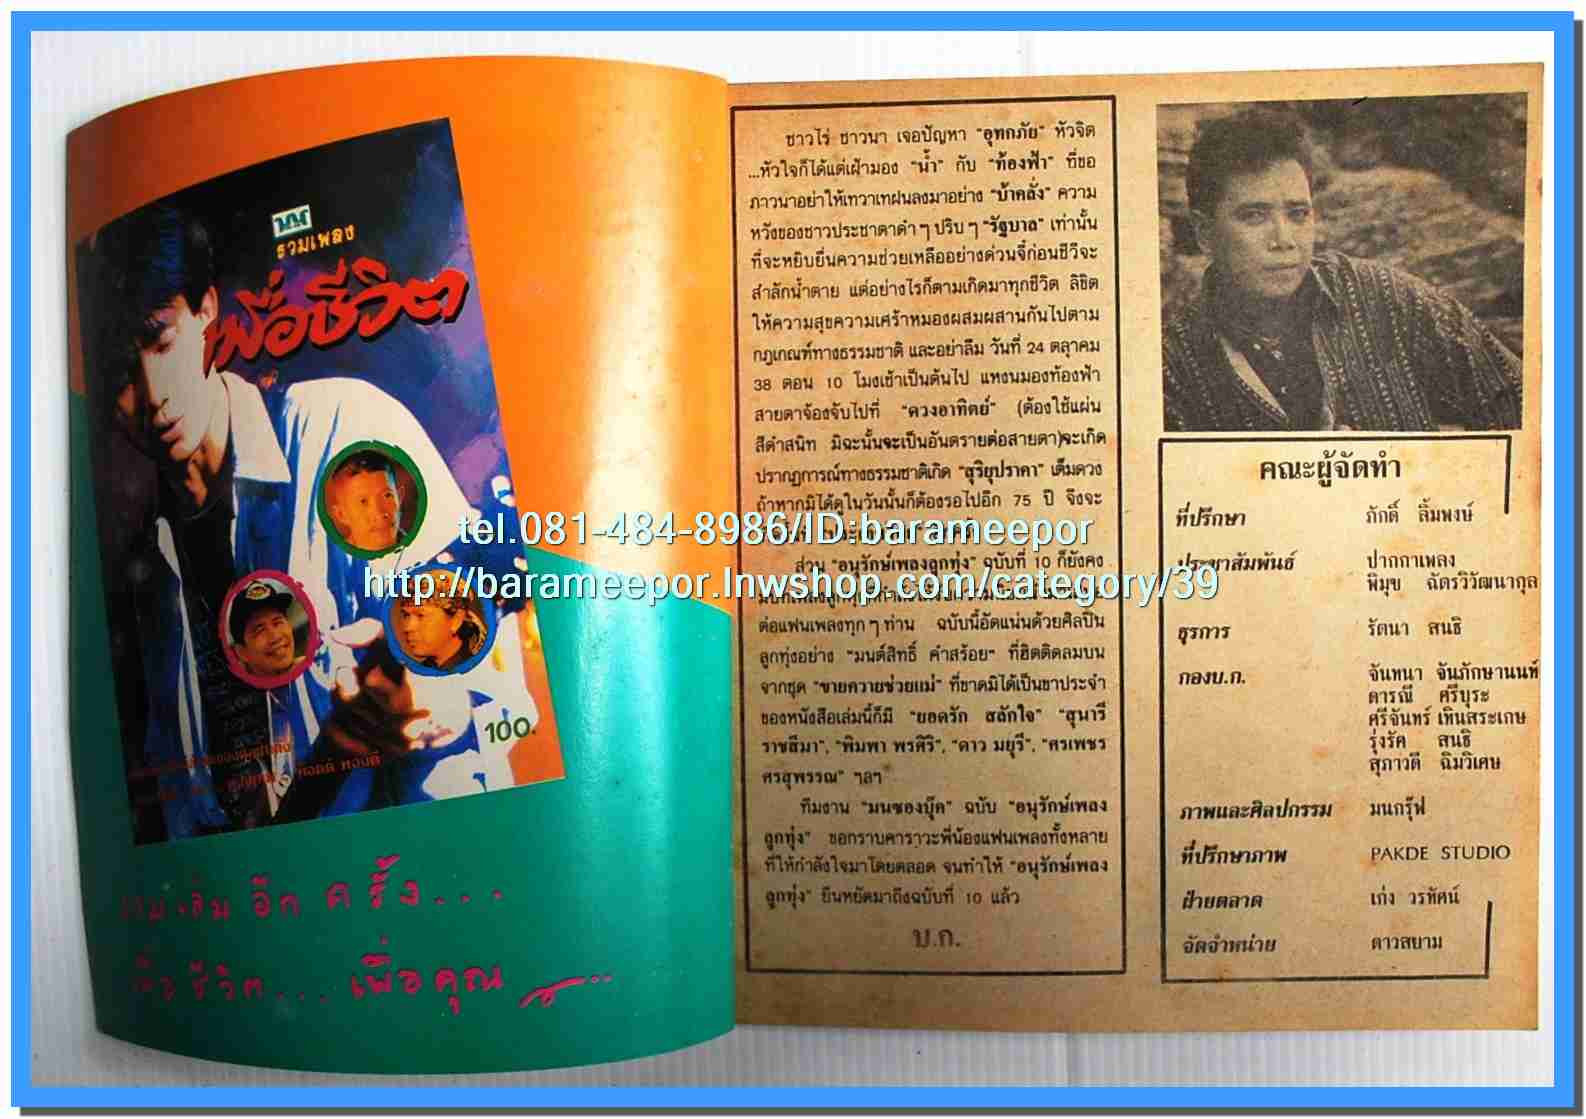 รวมเพลง
เพื่อชีวิต
100.
อีก ครั้ง...
ชีวิต... เพื่อคุณ
ชาวไร่ ชาวนา เจอปัญหา "อุทกภัย" หัวจิต
...หัวใจก็ได้แต่เฝ้ามอง "น้ำ" กับ "ท้องฟ้า" ที่ขอ
ภาวนาอย่าให้เทวาเทฝนลงมาอย่าง "บ้าคลั่ง" ความ
หวังของชาวประชาตาดำๆ ปริบๆ "รัฐบาล" เท่านั้น
ที่จะหยิบยื่นความช่วยเหลืออย่างด่วนจี๋ก่อนชีวีจะ
สำลักน้ำตาย แต่อย่างไรก็ตามเกิดมาทุกชีวิต ลิขิต
ให้ความสุขความเศร้าหมองผสมผสานกันไปตาม
กฎเกณฑ์ทางธรรมชาติ และอย่าลืม วันที่ 24 ตุลาคม
38 ตอน 10 โมงเช้าเป็นต้นไป แหงนมองท้องฟ้า
สายตาจ้องจับไปที่ "ดวงอาทิตย์" (ต้องใช้แผ่น
สีดำสนิท มิฉะนั้นจะเป็นอันตรายต่อสายตา)จะเกิด
ปรากฏการณ์ทางธรรมชาติเกิด "สุริยุปราคา" เต็มดวง
ถ้าหากมิได้ดูในวันนั้นก็ต้องรอไปอีก 75 ปี จึงจะ
ส่วน "อนุรักษ์เพลงลูกทุ่ง" ฉบับที่ 10 ก็ยังคง
ต่อแฟนเพลงทุกๆ ท่าน ฉบับนี้อัดแน่นด้วยศิลปิน
ลูกทุ่งอย่าง "มนต์สิทธิ์ คำสร้อย" ที่ฮิตติดลมบน
จากชุด "ขายควายช่วยแม่" ที่ขาดมิได้เป็นขาประจำ
ของหนังสือเล่มนี้ก็มี "ยอดรัก สลักใจ" "สุนารี
ราชสีมา", "พิมพา พรศิริ", "ดาว มยุรี", "ศรเพชร
ศรสุพรรณ" ฯลฯ
ทีมงาน "มนซองบุ๊ค" ฉบับ "อนุรักษ์เพลง
ลูกทุ่ง" ขอกราบคาราวะพี่น้องแฟนเพลงทั้งหลาย
ที่ให้กำลังใจมาโดยตลอด จนทำให้ "อนุรักษ์เพลง
ลูกทุ่ง" ยืนหยัดมาถึงฉบับที่ 10 แล้ว
บ.ก.
คณะผู้จัดทำ
ที่ปรึกษา ภักดิ์ ลิ้มพงษ์
ประชาสัมพันธ์ ปากกาเพลง
พิมุข ฉัตรวิวัฒนากุล
ธุรการ รัตนา สนธิ
กองบ.ก. จันทนา จันภักษานนท์
ดารณี ศรีบุระ
ศรีจันทร์ เทินสระเกษ
รุ่งรัศ สนธิ
สุภาวดี ฉิมวิเศษ
ภาพและศิลปกรรม มนกรุ๊ฟ
ที่ปรึกษาภาพ PAKDE STUDIO
ฝ่ายตลาด เก่ง วรทัศน์
จัดจำหน่าย ดาวสยาม
tel.081-484-8986/ID:barameepor
http://barameepor.lnwshop.com/category/39